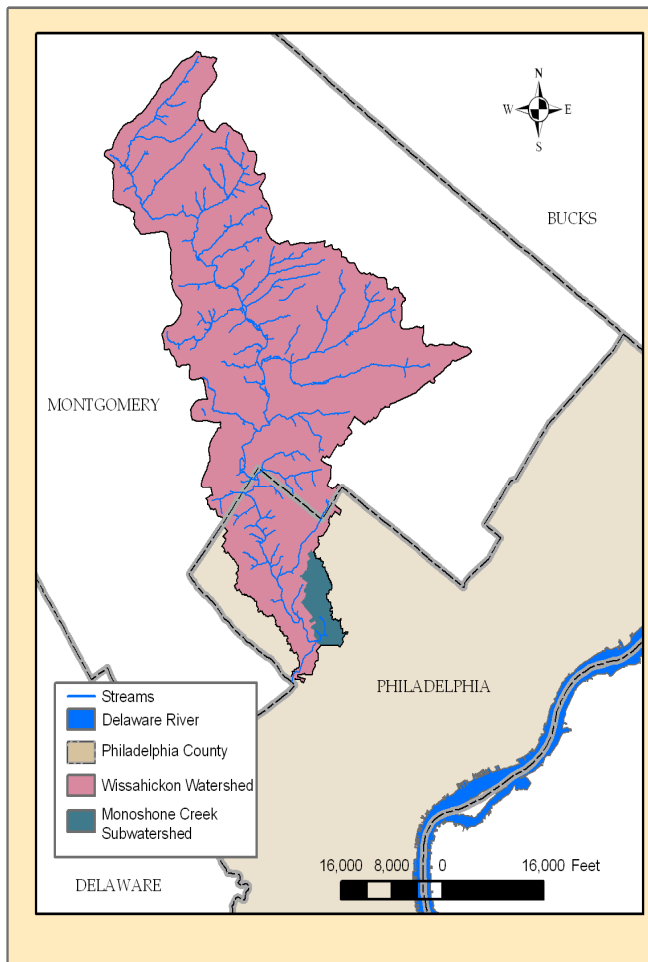 N
W E
S
BUCKS
MONTGOMERY
PHILADELPHIA
Streams
Delaware River
Philadelphia County
Wissahickon Watershed
Monoshone Creek
Subwatershed
DELAWARE
16,000 8,000 0 16,000 Feet